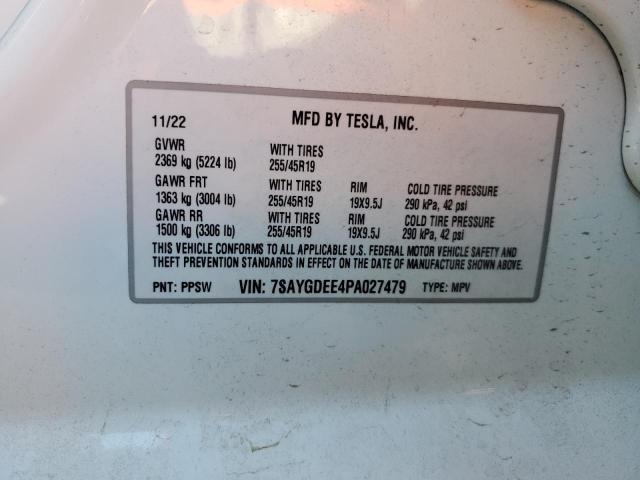 11/22 MFD BY TESLA, INC.
GVWR WITH TIRES
2369 kg (5224 lb) 255/45R19
GAWR FRT WITH TIRES RIM COLD TIRE PRESSURE
1363 kg (3004 lb) 255/45R19 19X9.5J 290 kPa, 42 psi
GAWR RR WITH TIRES RIM COLD TIRE PRESSURE
1500 kg (3306 lb) 255/45R19 19X9.5J 290 kPa, 42 psi
THIS VEHICLE CONFORMS TO ALL APPLICABLE U.S. FEDERAL MOTOR VEHICLE SAFETY AND
THEFT PREVENTION STANDARDS IN EFFECT ON THE DATE OF MANUFACTURE SHOWN ABOVE.
PNT: PPSW VIN: 7SAYGDEE4PA027479 TYPE: MPV